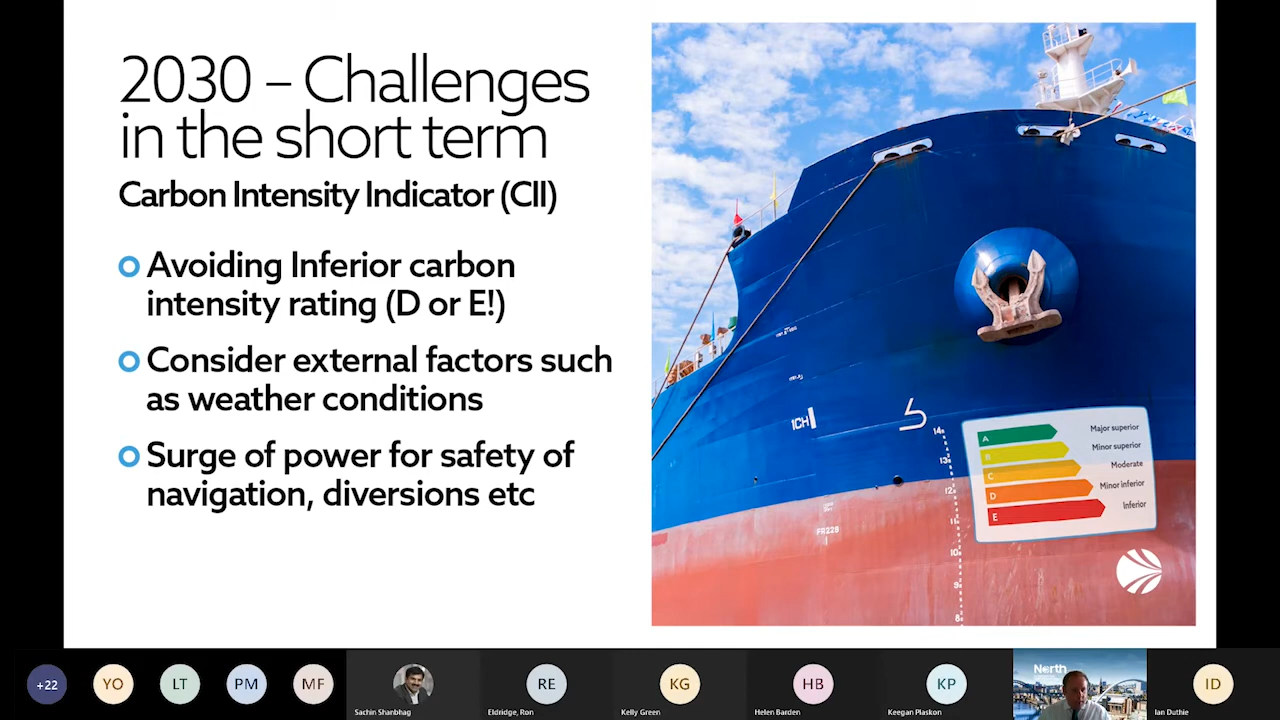 2030 – Challenges
in the short term
Carbon Intensity Indicator (CII)
Avoiding Inferior carbon
intensity rating (D or E!)
Consider external factors such
as weather conditions
Surge of power for safety of
navigation, diversions etc
1CH
14
13
12
11
10
9
8
FR228
A Major superior
B Minor superior
C Moderate
D Minor inferior
E Inferior
+22
YO
LT
PM
MF
Sachin Shanbhag
RE
Eldridge, Ron
KG
Kelly Green
HB
Helen Barden
KP
Keegan Plaskon
North
ID
Ian Duthie